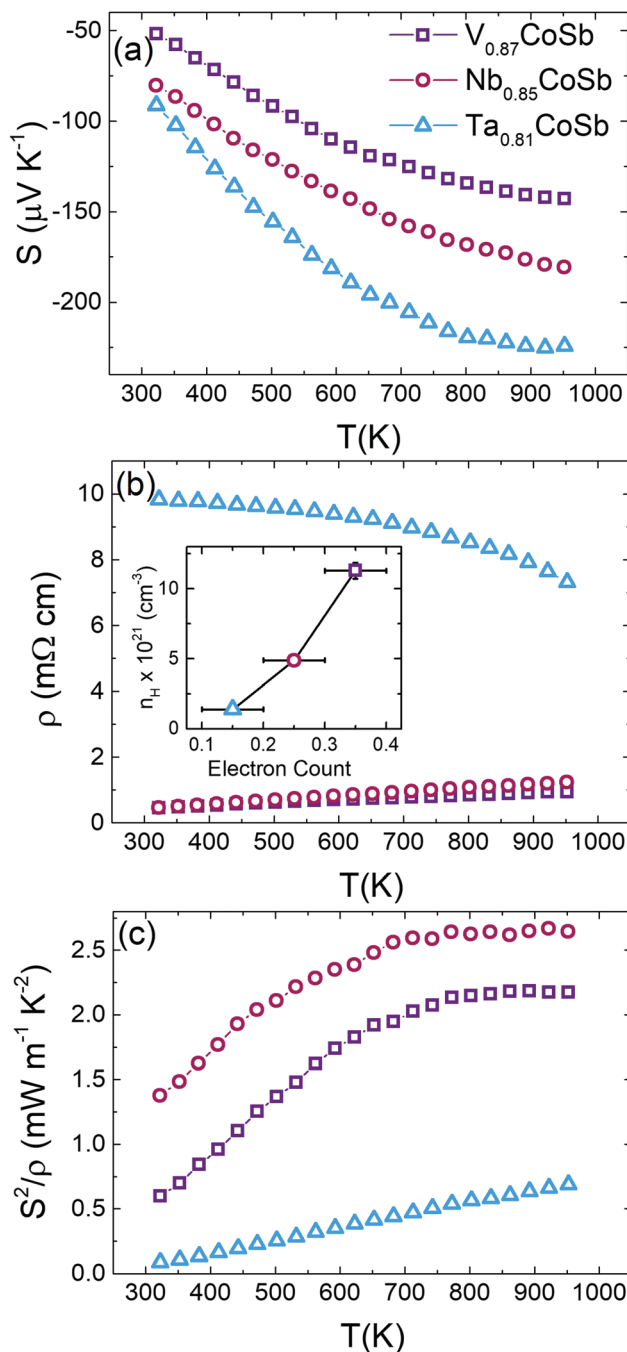 (a)
V0.87CoSb
Nb0.85CoSb
Ta0.81CoSb
-50
-100
-150
-200
S (μV K-1)
300 400 500 600 700 800 900 1000
T(K)
(b)
10
8
6
4
2
0
ρ (mΩ cm)
10
5
0
nH x 1021 (cm-3)
0.1 0.2 0.3 0.4
Electron Count
300 400 500 600 700 800 900 1000
T(K)
(c)
2.5
2.0
1.5
1.0
0.5
0.0
S2/ρ (mW m-1 K-2)
300 400 500 600 700 800 900 1000
T(K)